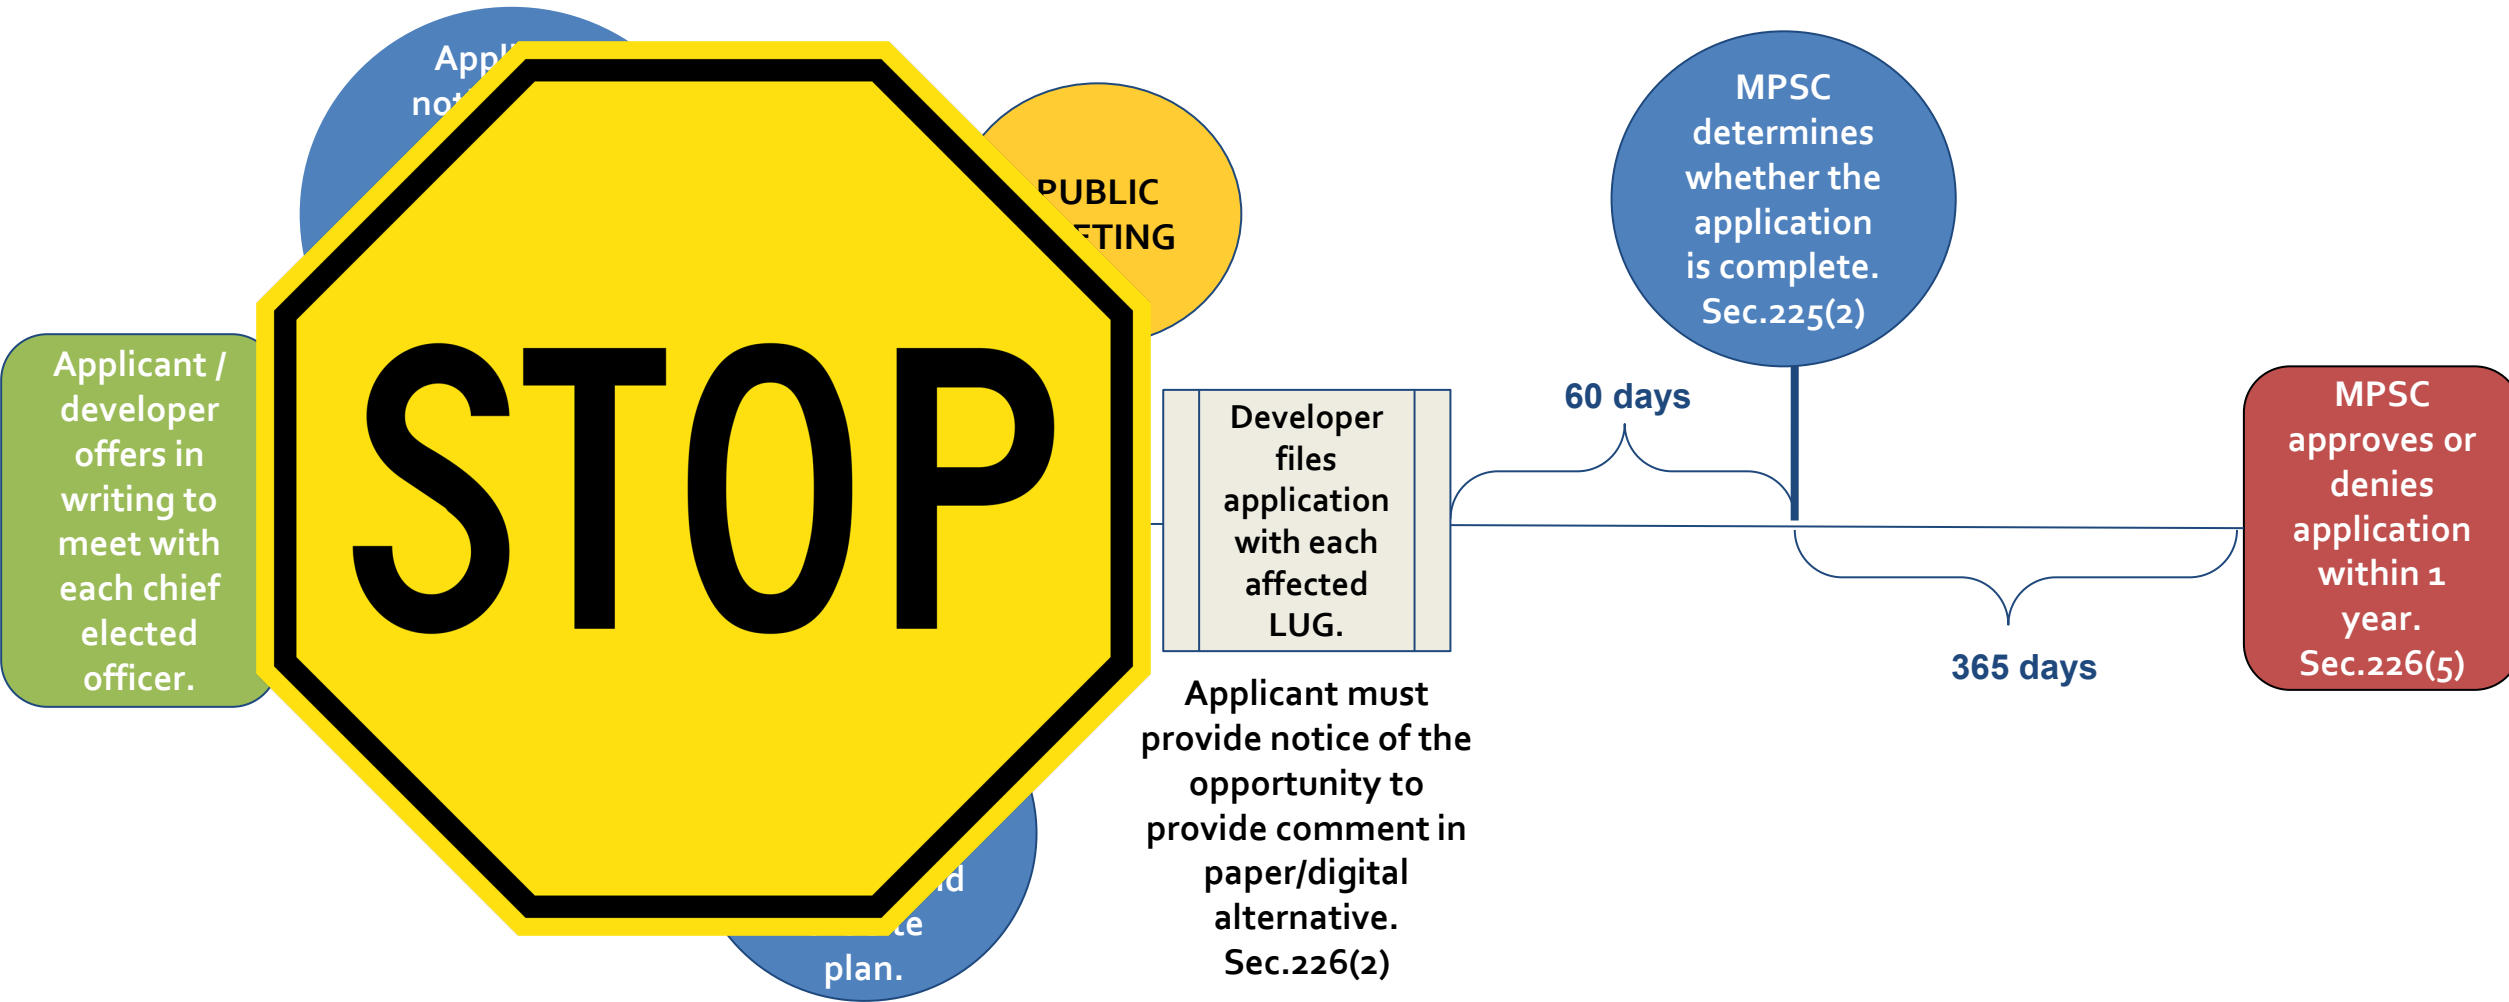 Applicant /
developer
offers in
writing to
meet with
each chief
elected
officer.
STOP
PUBLIC
plan.
Developer
files
application
with each
affected
LUG.
Applicant must
provide notice of the
opportunity to
provide comment in
paper/digital
alternative.
Sec.226(2)
60 days
MPSC
determines
whether the
application
is complete.
Sec.225(2)
365 days
MPSC
approves or
denies
application
within 1
year.
Sec.226(5)